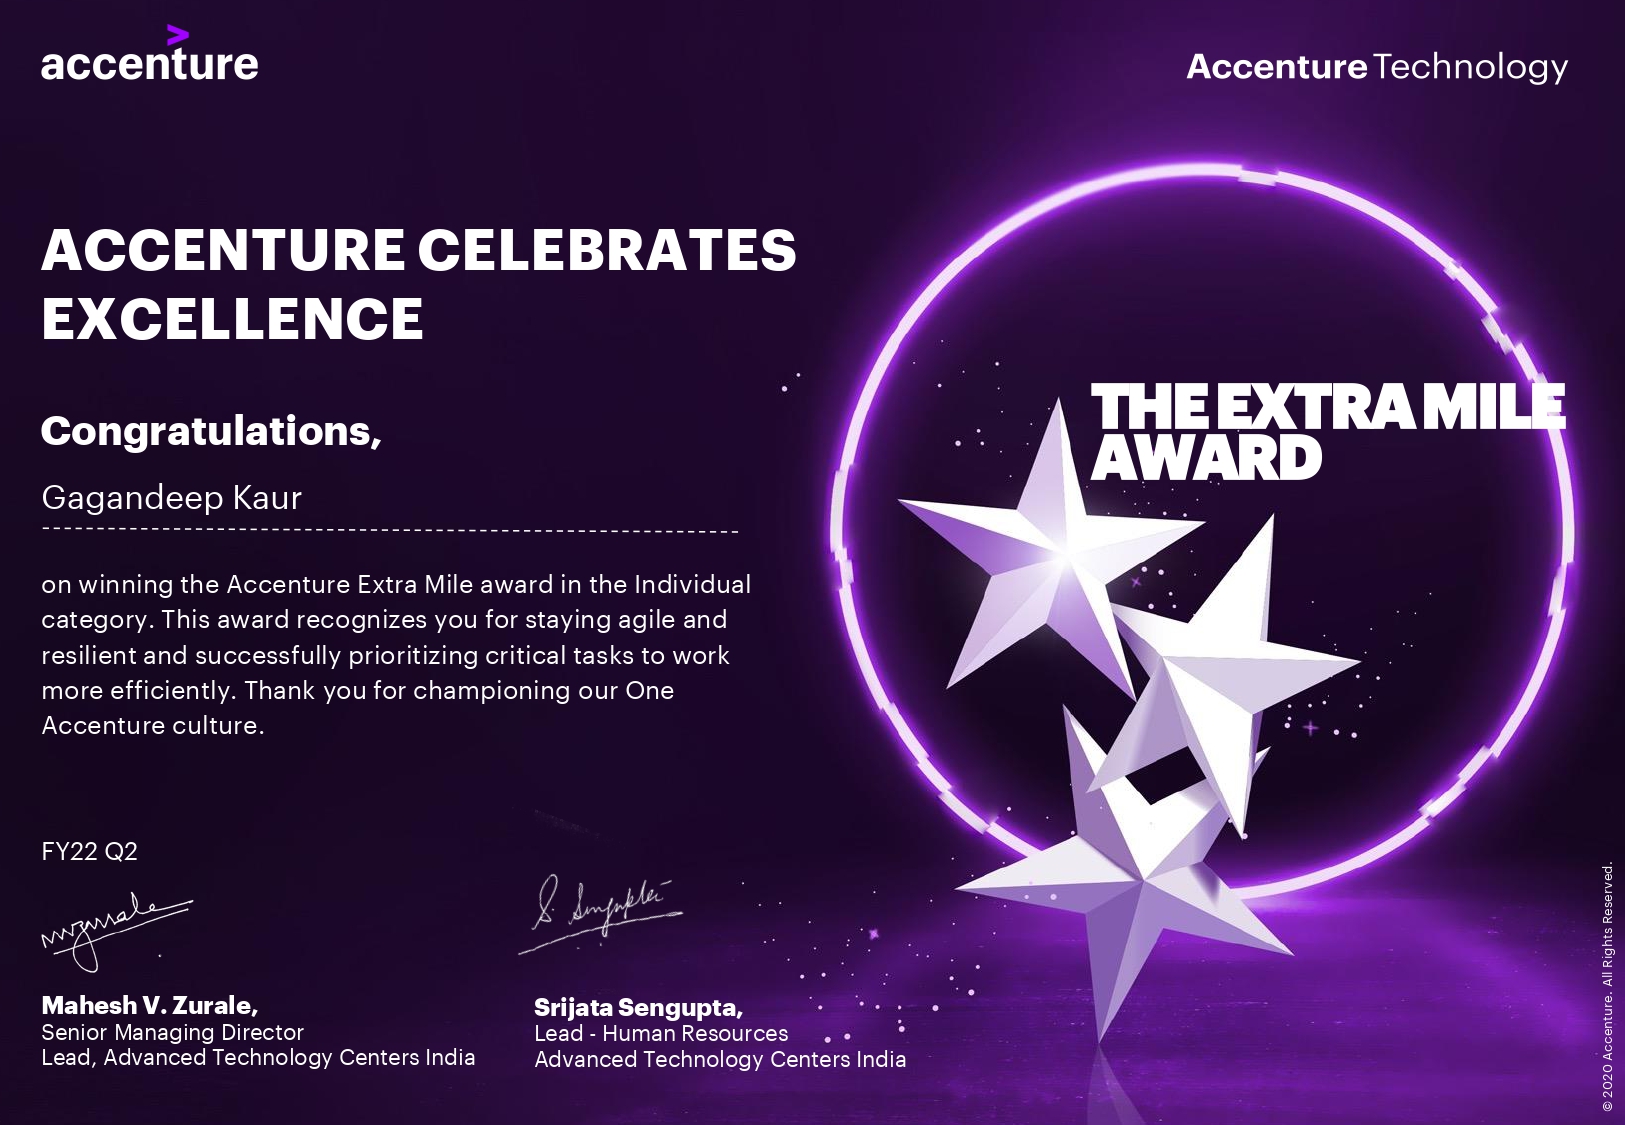 accenture
Accenture Technology
ACCENTURE CELEBRATES
EXCELLENCE
THE EXTRA MILE
AWARD
Congratulations,
Gagandeep Kaur
on winning the Accenture Extra Mile award in the Individual
category. This award recognizes you for staying agile and
resilient and successfully prioritizing critical tasks to work
more efficiently. Thank you for championing our One
Accenture culture.
FY22 Q2
S. Sengupta
Mahesh V. Zurale,
Senior Managing Director
Lead, Advanced Technology Centers India
Srijata Sengupta,
Lead - Human Resources
Advanced Technology Centers India
© 2020 Accenture. All Rights Reserved.